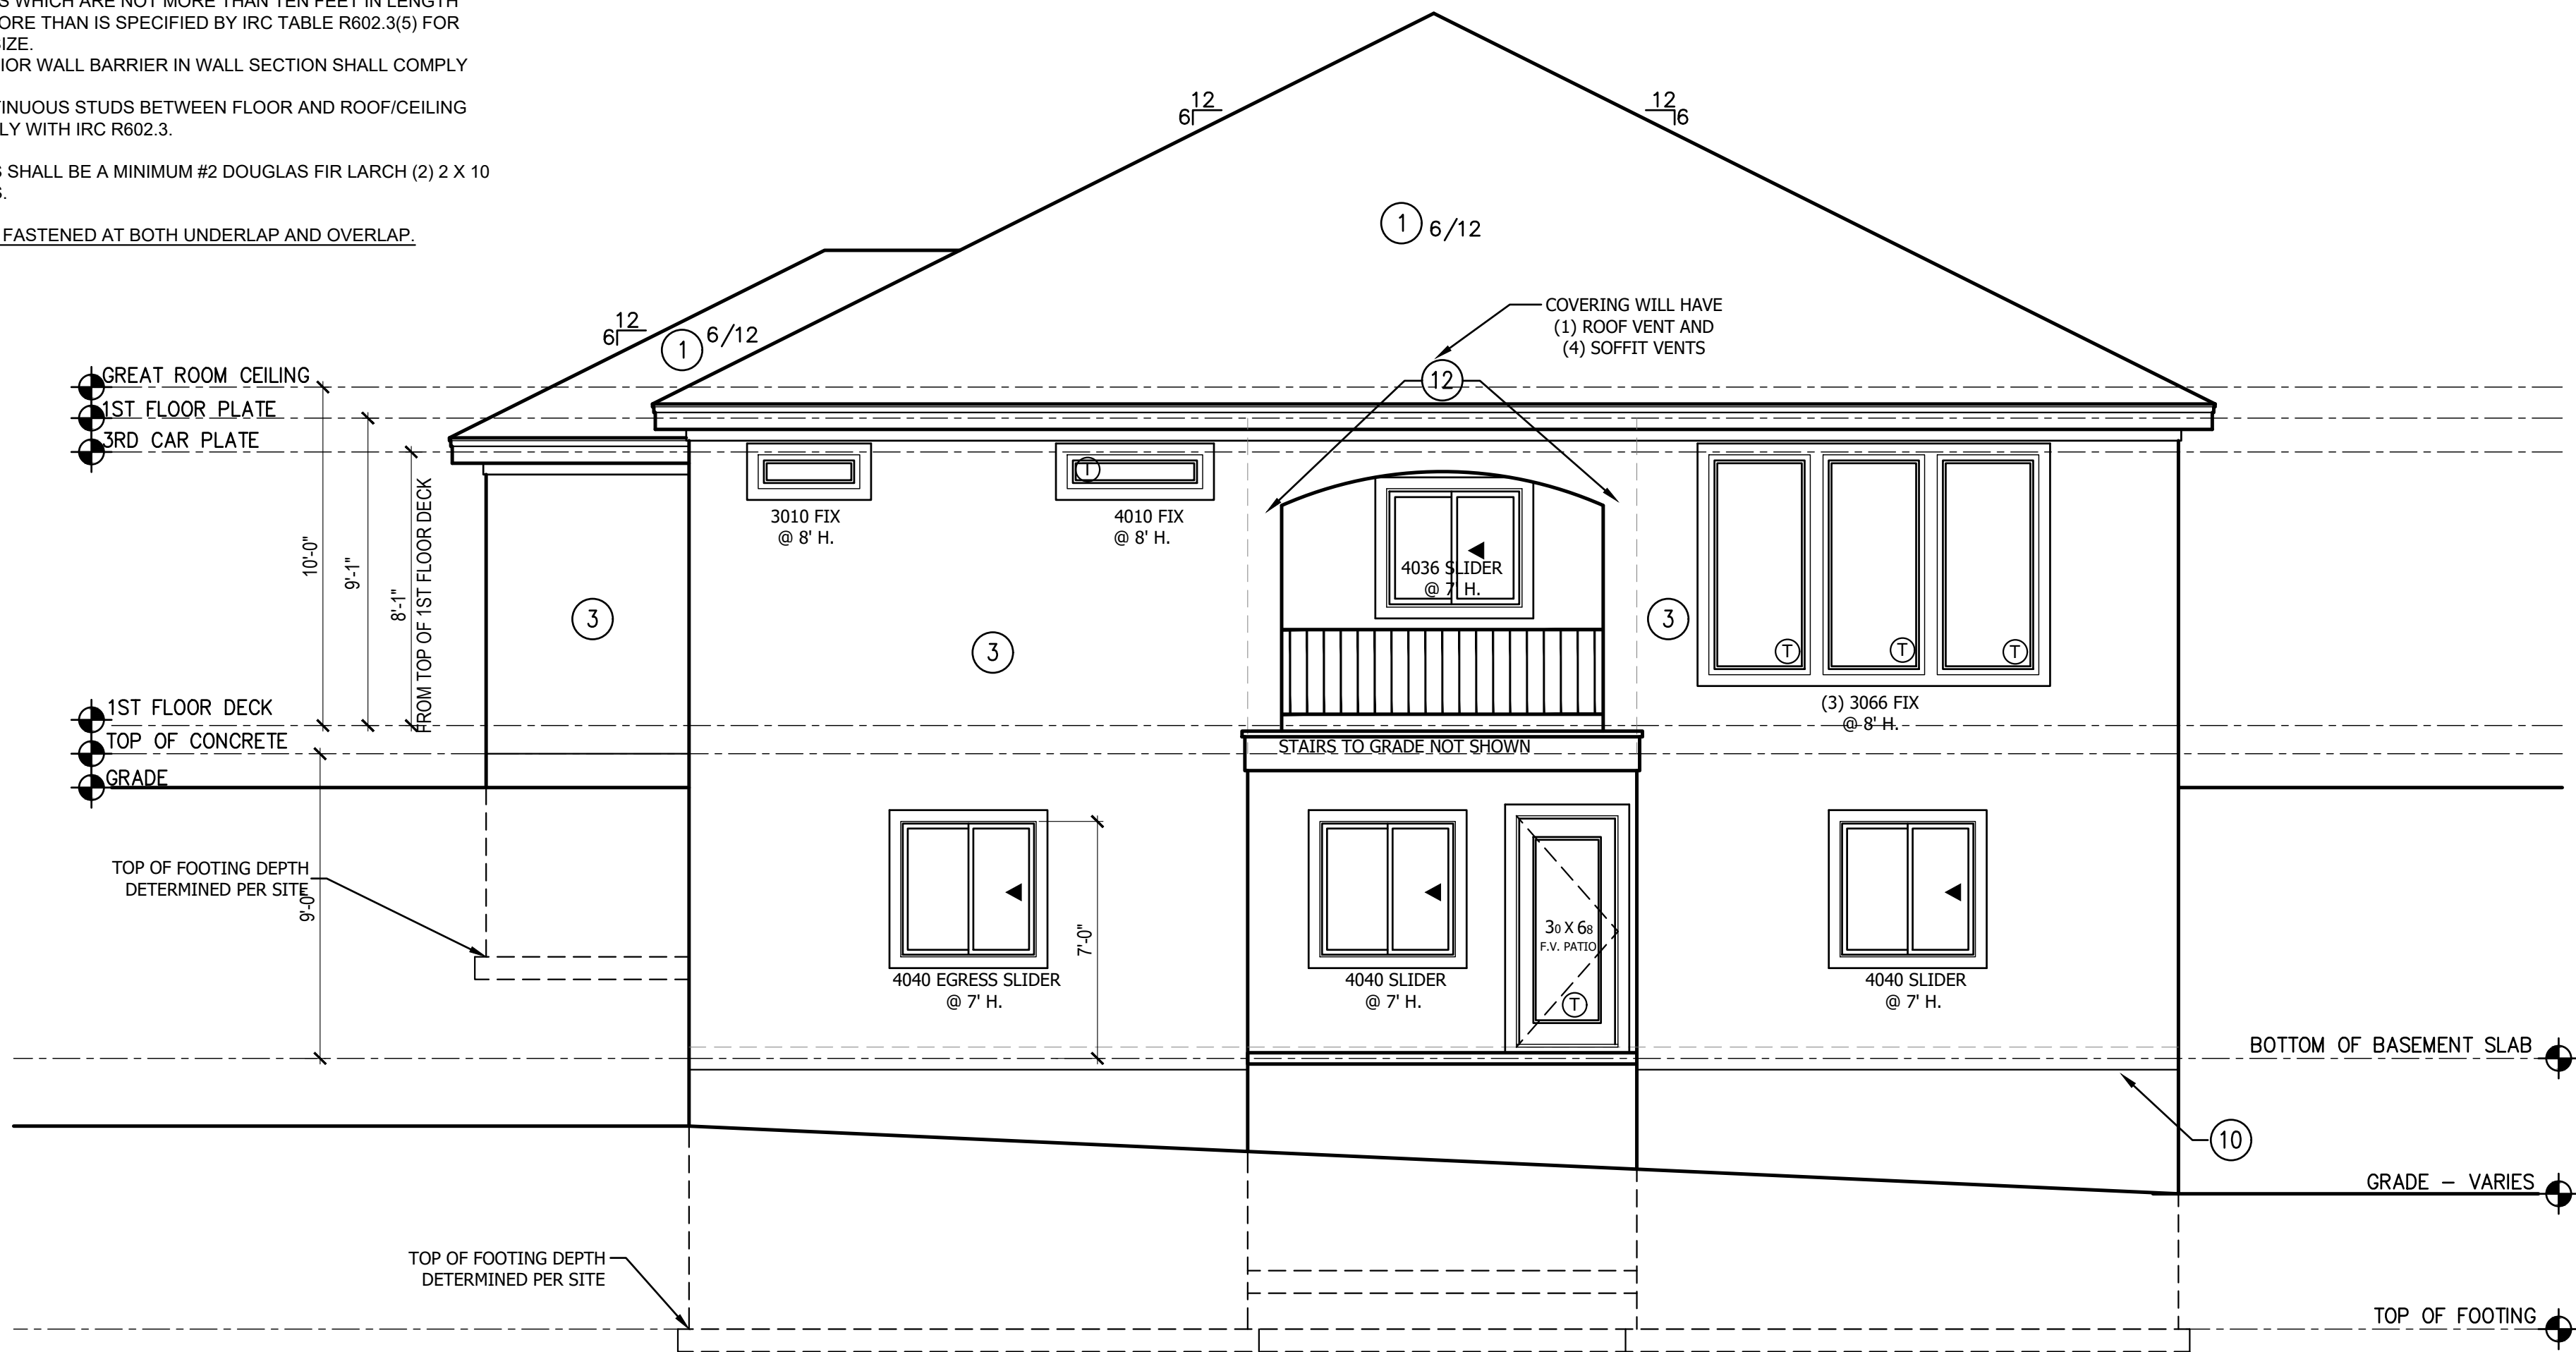 S WHICH ARE NOT MORE THAN TEN FEET IN LENGTH
ORE THAN IS SPECIFIED BY IRC TABLE R602.3(5) FOR
SIZE.
IOR WALL BARRIER IN WALL SECTION SHALL COMPLY
TINUOUS STUDS BETWEEN FLOOR AND ROOF/CEILING
LY WITH IRC R602.3.
S SHALL BE A MINIMUM #2 DOUGLAS FIR LARCH (2) 2 X 10
S.
FASTENED AT BOTH UNDERLAP AND OVERLAP.
12
6
12
6
1 6/12
12
6
1 6/12
COVERING WILL HAVE
(1) ROOF VENT AND
(4) SOFFIT VENTS
12
GREAT ROOM CEILING
1ST FLOOR PLATE
3RD CAR PLATE
10'-0"
9'-1"
8'-1"
FROM TOP OF 1ST FLOOR DECK
3010 FIX
@ 8' H.
T
4010 FIX
@ 8' H.
4036 SLIDER
@ 7' H.
3
3
3
T
T
T
(3) 3066 FIX
@ 8' H.
1ST FLOOR DECK
TOP OF CONCRETE
GRADE
STAIRS TO GRADE NOT SHOWN
TOP OF FOOTING DEPTH
DETERMINED PER SITE
9'-0"
7'-0"
4040 EGRESS SLIDER
@ 7' H.
4040 SLIDER
@ 7' H.
30 X 68
F.V. PATIO
T
4040 SLIDER
@ 7' H.
BOTTOM OF BASEMENT SLAB
10
GRADE – VARIES
TOP OF FOOTING DEPTH
DETERMINED PER SITE
TOP OF FOOTING